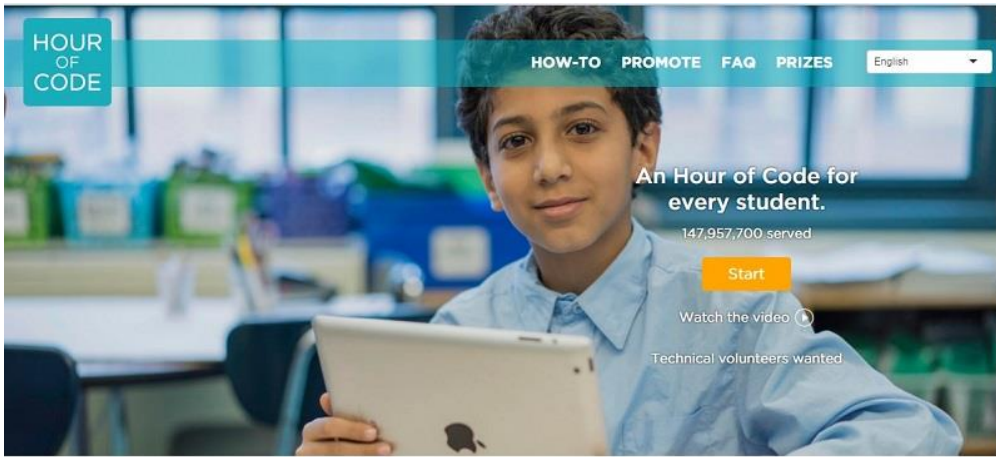 HOUR
OF
CODE
HOW-TO PROMOTE FAQ PRIZES English
An Hour of Code for
every student.
147,957,700 served
Start
Watch the video
Technical volunteers wanted